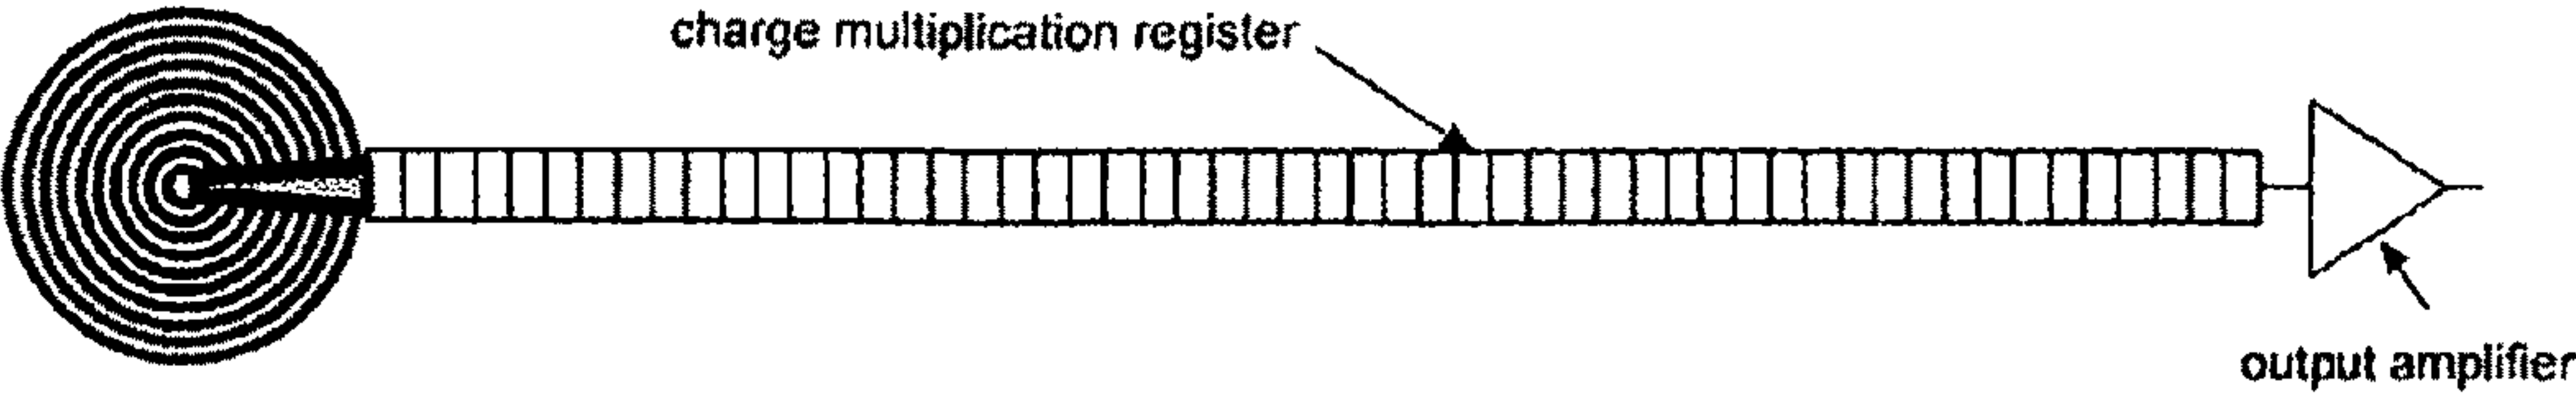 charge multiplication register
output amplifier